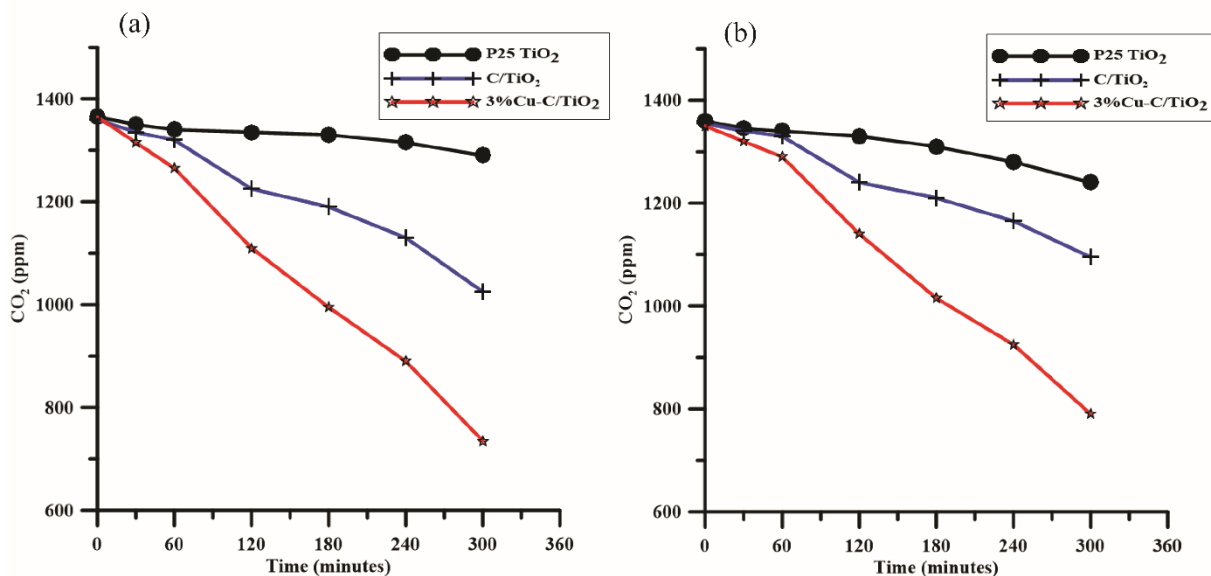 (a)
P25 TiO₂
C/TiO₂
3%Cu-C/TiO₂
1400
1200
1000
800
600
CO₂ (ppm)
0 60 120 180 240 300 360
Time (minutes)
(b)
P25 TiO₂
C/TiO₂
3%Cu-C/TiO₂
1400
1200
1000
800
600
CO₂ (ppm)
0 60 120 180 240 300 360
Time (minutes)